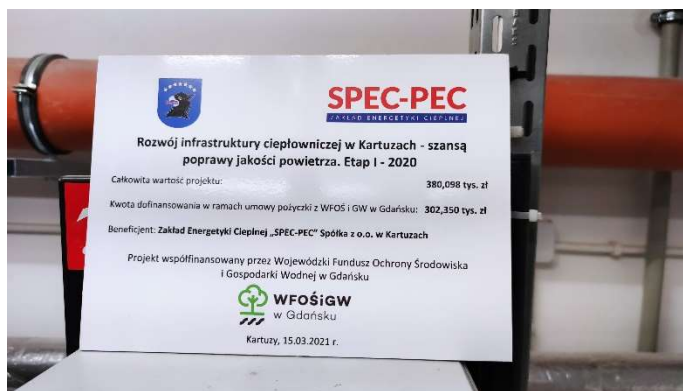 SPEC-PEC
ZAKŁAD ENERGETYKI CIEPLNEJ
Rozwój infrastruktury ciepłowniczej w Kartuzach - szansą
poprawy jakości powietrza. Etap I - 2020
Całkowita wartość projektu: 380,098 tys. zł
Kwota dofinansowania w ramach umowy pożyczki z WFOŚ i GW w Gdańsku: 302,350 tys. zł
Beneficjent: Zakład Energetyki Cieplnej „SPEC-PEC" Spółka z o.o. w Kartuzach
Projekt współfinansowany przez Wojewódzki Fundusz Ochrony Środowiska
i Gospodarki Wodnej w Gdańsku
WFOŚiGW
w Gdańsku
Kartuzy, 15.03.2021 r.